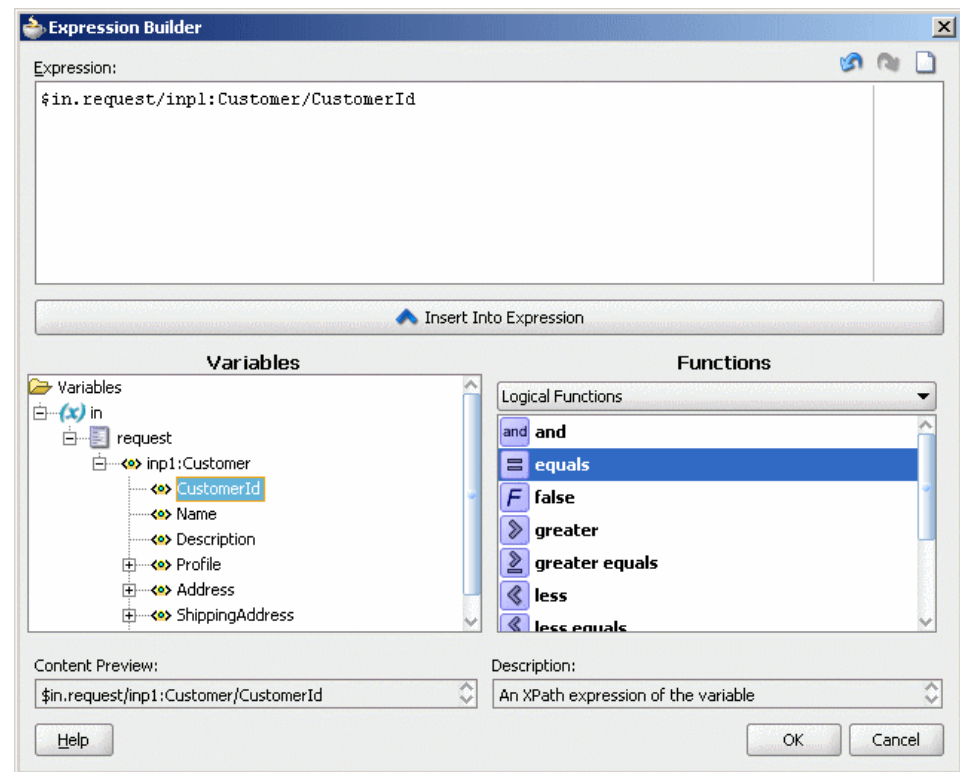 Expression Builder
Expression:
$in.request/inp1:Customer/CustomerId
Insert Into Expression
Variables
Functions
Variables
(x) in
request
inp1:Customer
CustomerId
Name
Description
Profile
Address
ShippingAddress
Logical Functions
and and
= equals
F false
greater
greater equals
less
less equals
Content Preview:
Description:
$in.request/inp1:Customer/CustomerId
An XPath expression of the variable
Help
OK
Cancel